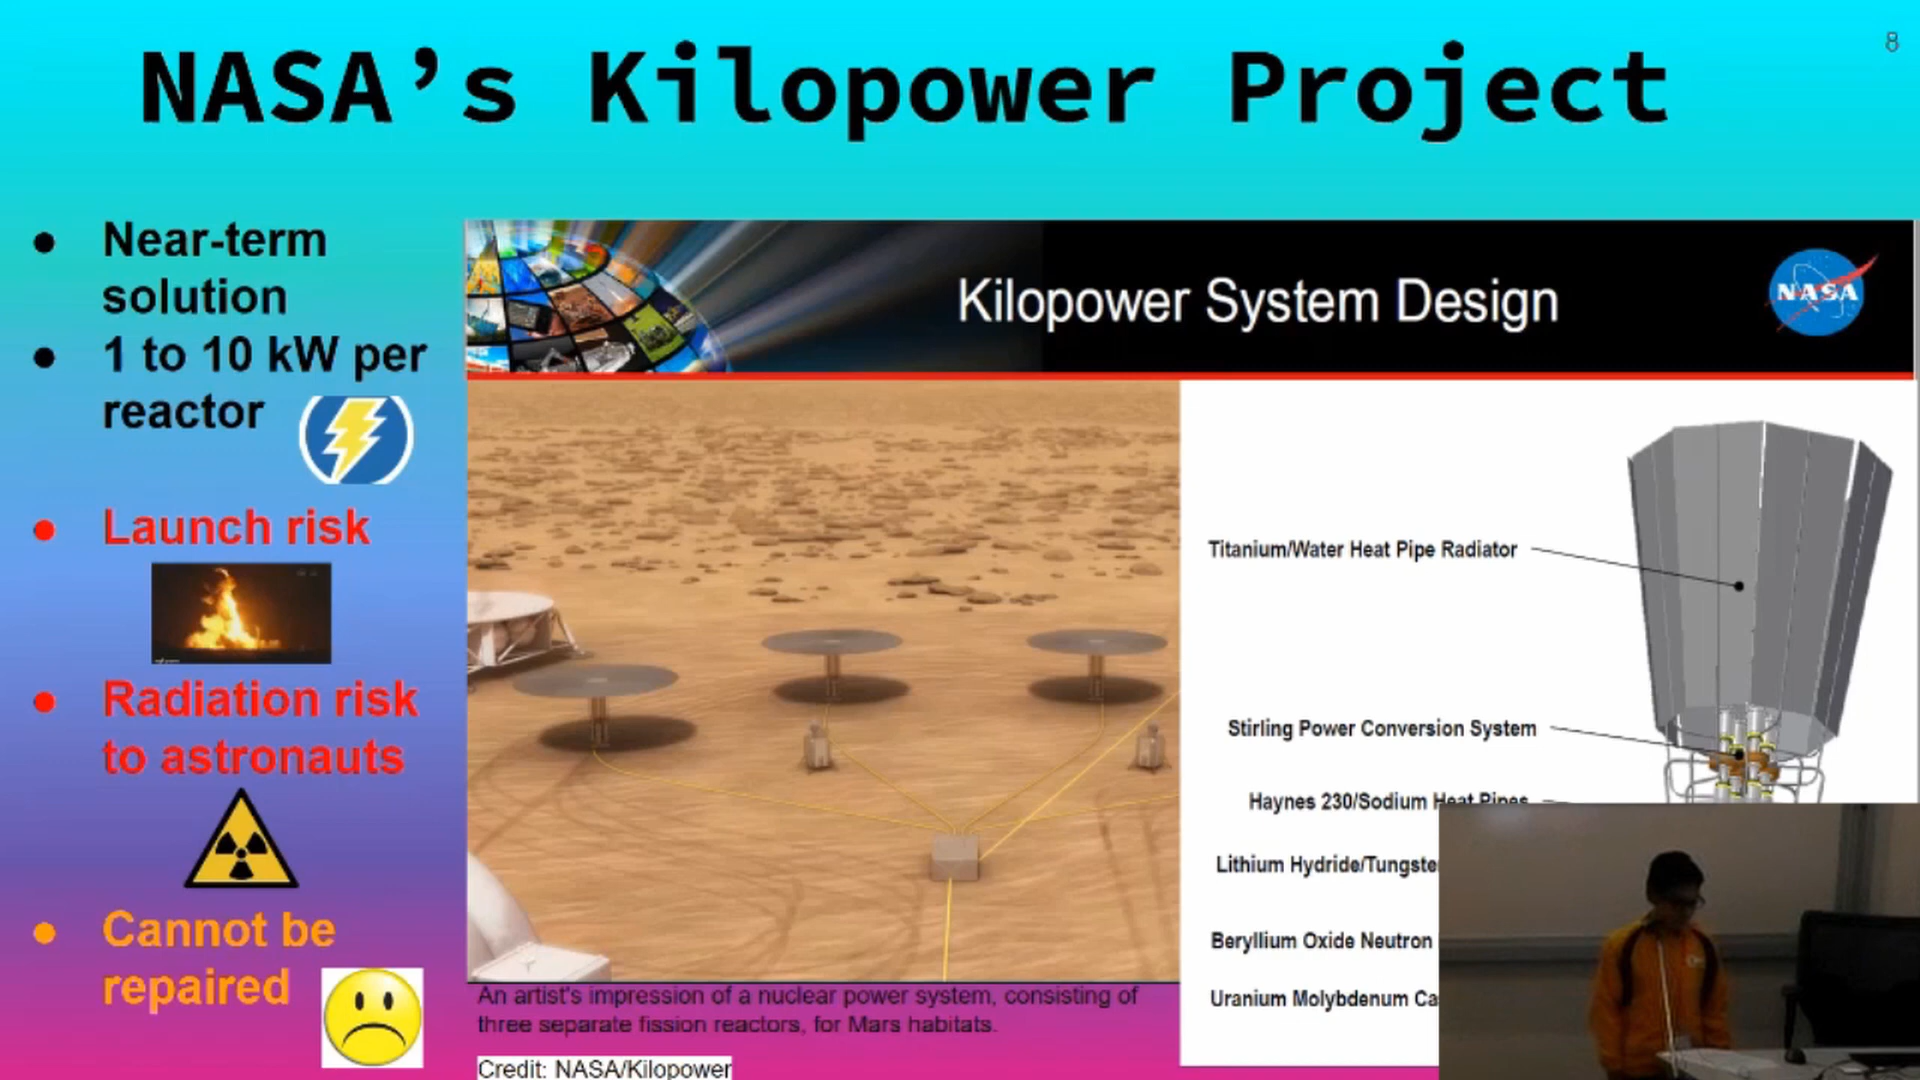 8
NASA’s Kilopower Project
● Near-term
solution
● 1 to 10 kW per
reactor
● Launch risk
● Radiation risk
to astronauts
● Cannot be
repaired
Kilopower System Design
NASA
Titanium/Water Heat Pipe Radiator
Stirling Power Conversion System
Haynes 230/Sodium Heat Pipes
Lithium Hydride/Tungste
Beryllium Oxide Neutron
Uranium Molybdenum Ca
An artist's impression of a nuclear power system, consisting of
three separate fission reactors, for Mars habitats.
Credit: NASA/Kilopower